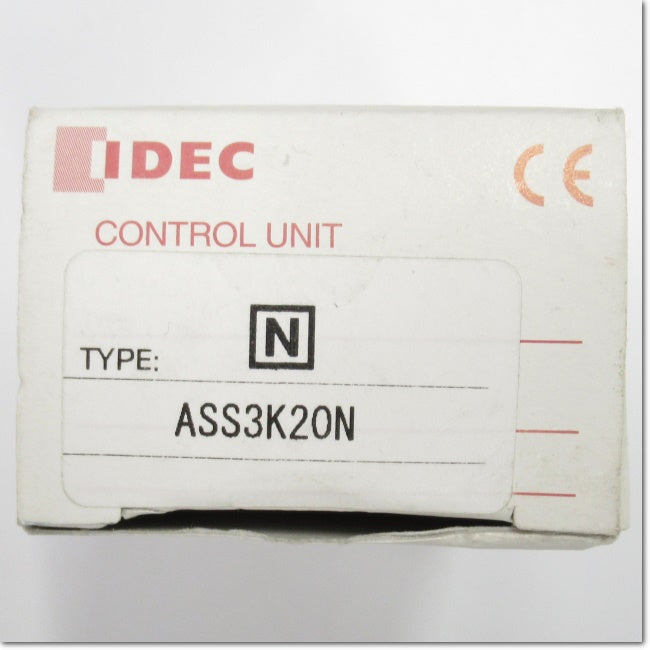 IDEC
CE
CONTROL UNIT
N
TYPE:
ASS3K20N